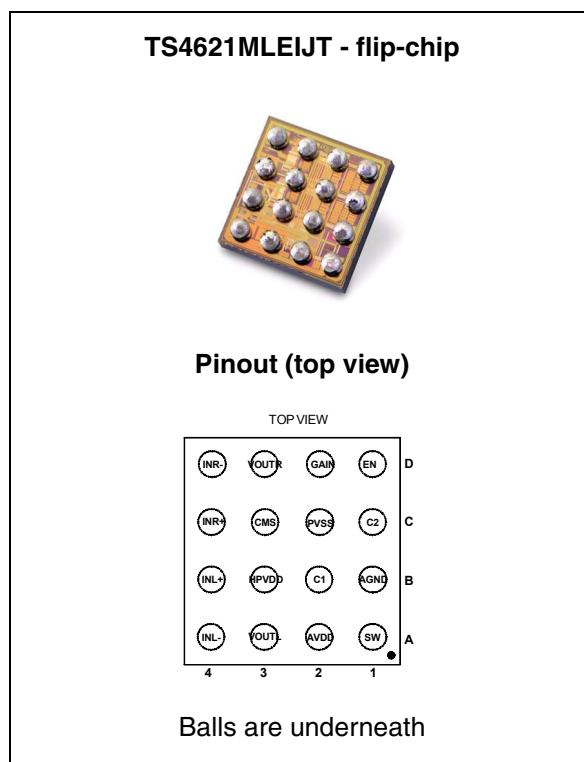 TS4621MLEIJT - flip-chip
Pinout (top view)
TOP VIEW
INR- VOUTR GAIN EN D
INR+ CMS PVSS C2 C
INL+ HPVDD C1 AGND B
INL- VOUTL AVDD SW A
4 3 2 1
Balls are underneath